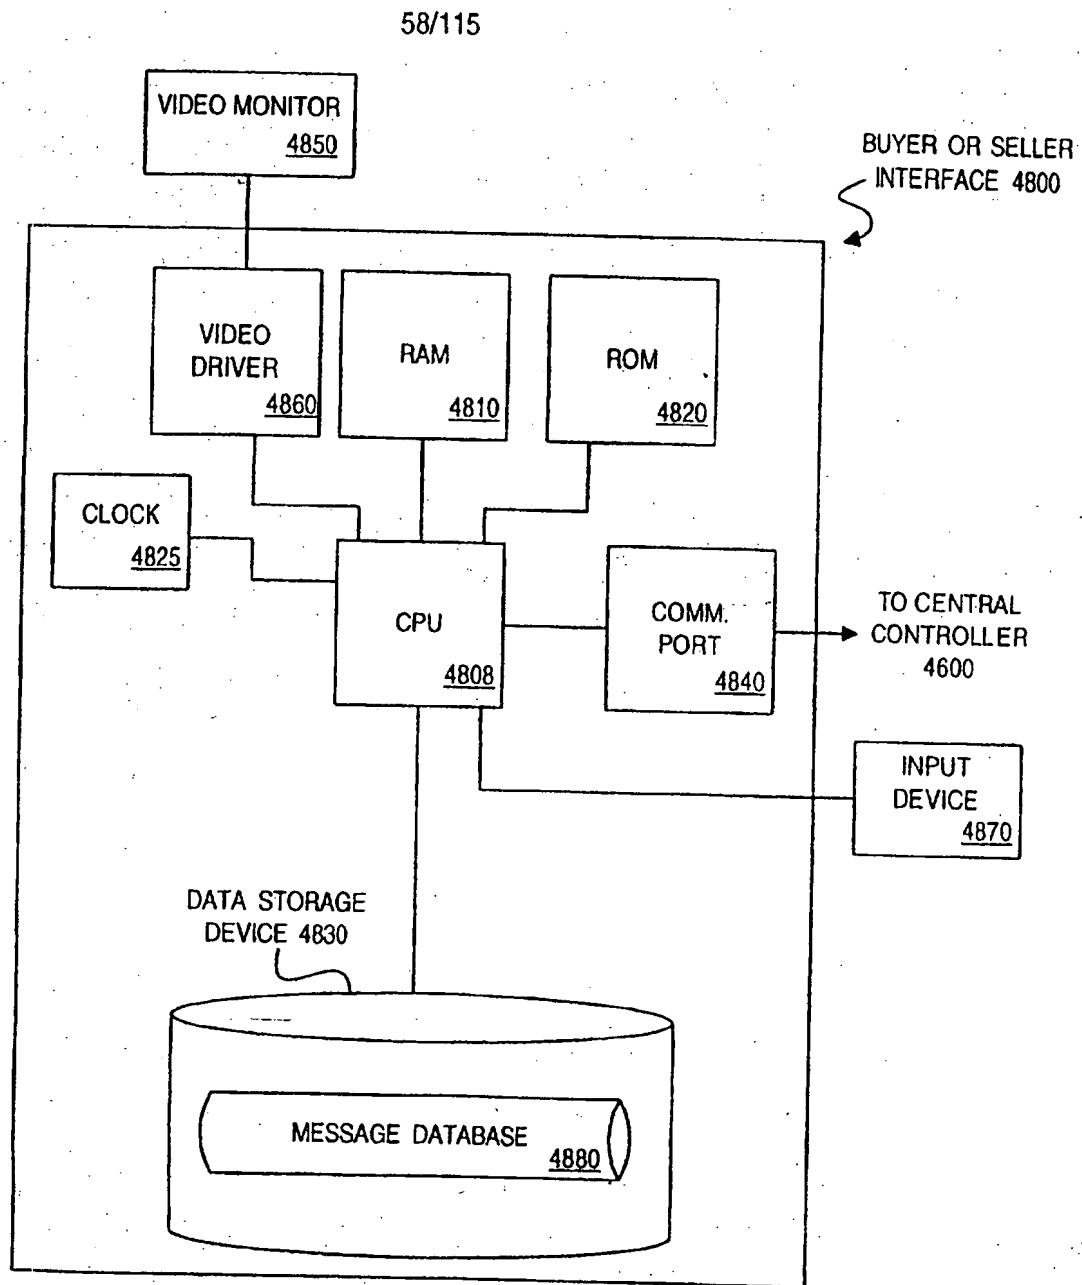 58/115
VIDEO MONITOR
4850
BUYER OR SELLER
INTERFACE 4800
VIDEO
DRIVER
4860
RAM
4810
ROM
4820
CLOCK
4825
CPU
4808
COMM.
PORT
4840
TO CENTRAL
CONTROLLER
4600
INPUT
DEVICE
4870
DATA STORAGE
DEVICE 4830
MESSAGE DATABASE
4880